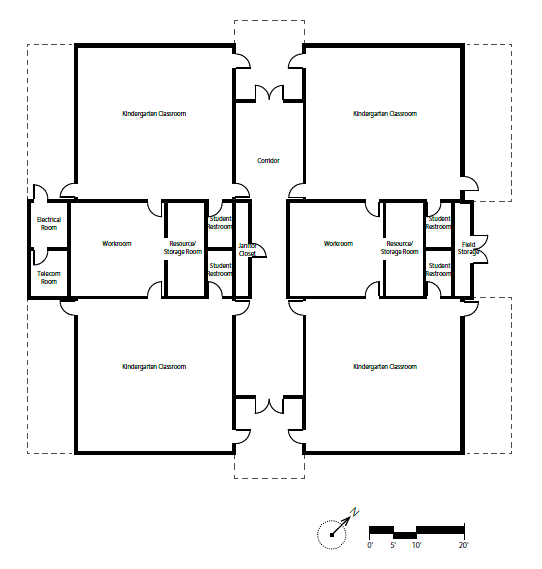 Kindergarten Classroom
Kindergarten Classroom
Corridor
Electrical
Room
Workroom
Resource/
Storage Room
Student
Restroom
Janitor
Closet
Workroom
Resource/
Storage Room
Student
Restroom
Field
Storage
Telecom
Room
Student
Restroom
Student
Restroom
Kindergarten Classroom
Kindergarten Classroom
N
0' 5' 10' 20'